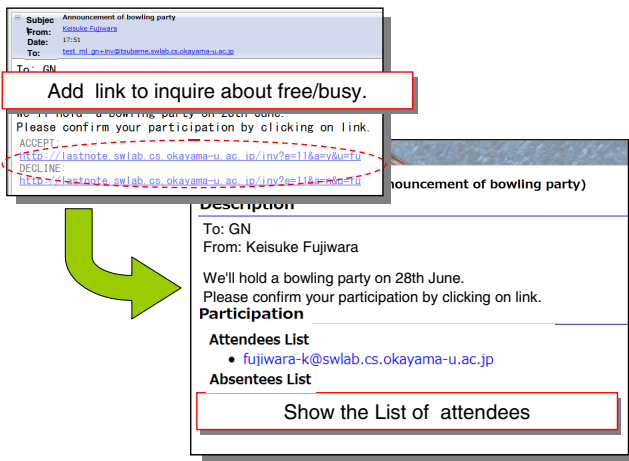 Subjec
t
Announcement of bowling party
From:
Keisuke Fujiwara
Date:
17:51
To:
test_ml_gn+inv@tsubame.swlab.cs.okayama-u.ac.jp
To: GN
Add link to inquire about free/busy.
We'll hold a bowling party on 28th June.
Please confirm your participation by clicking on link.
ACCEPT:
http://lastnote.swlab.cs.okayama-u.ac.jp/inv?e=11&a=y&u=fu
DECLINE:
http://lastnote.swlab.cs.okayama-u.ac.jp/inv?e=11&a=n&u=fu
nouncement of bowling party)
Description
To: GN
From: Keisuke Fujiwara
We'll hold a bowling party on 28th June.
Please confirm your participation by clicking on link.
Participation
Attendees List
• fujiwara-k@swlab.cs.okayama-u.ac.jp
Absentees List
Show the List of attendees